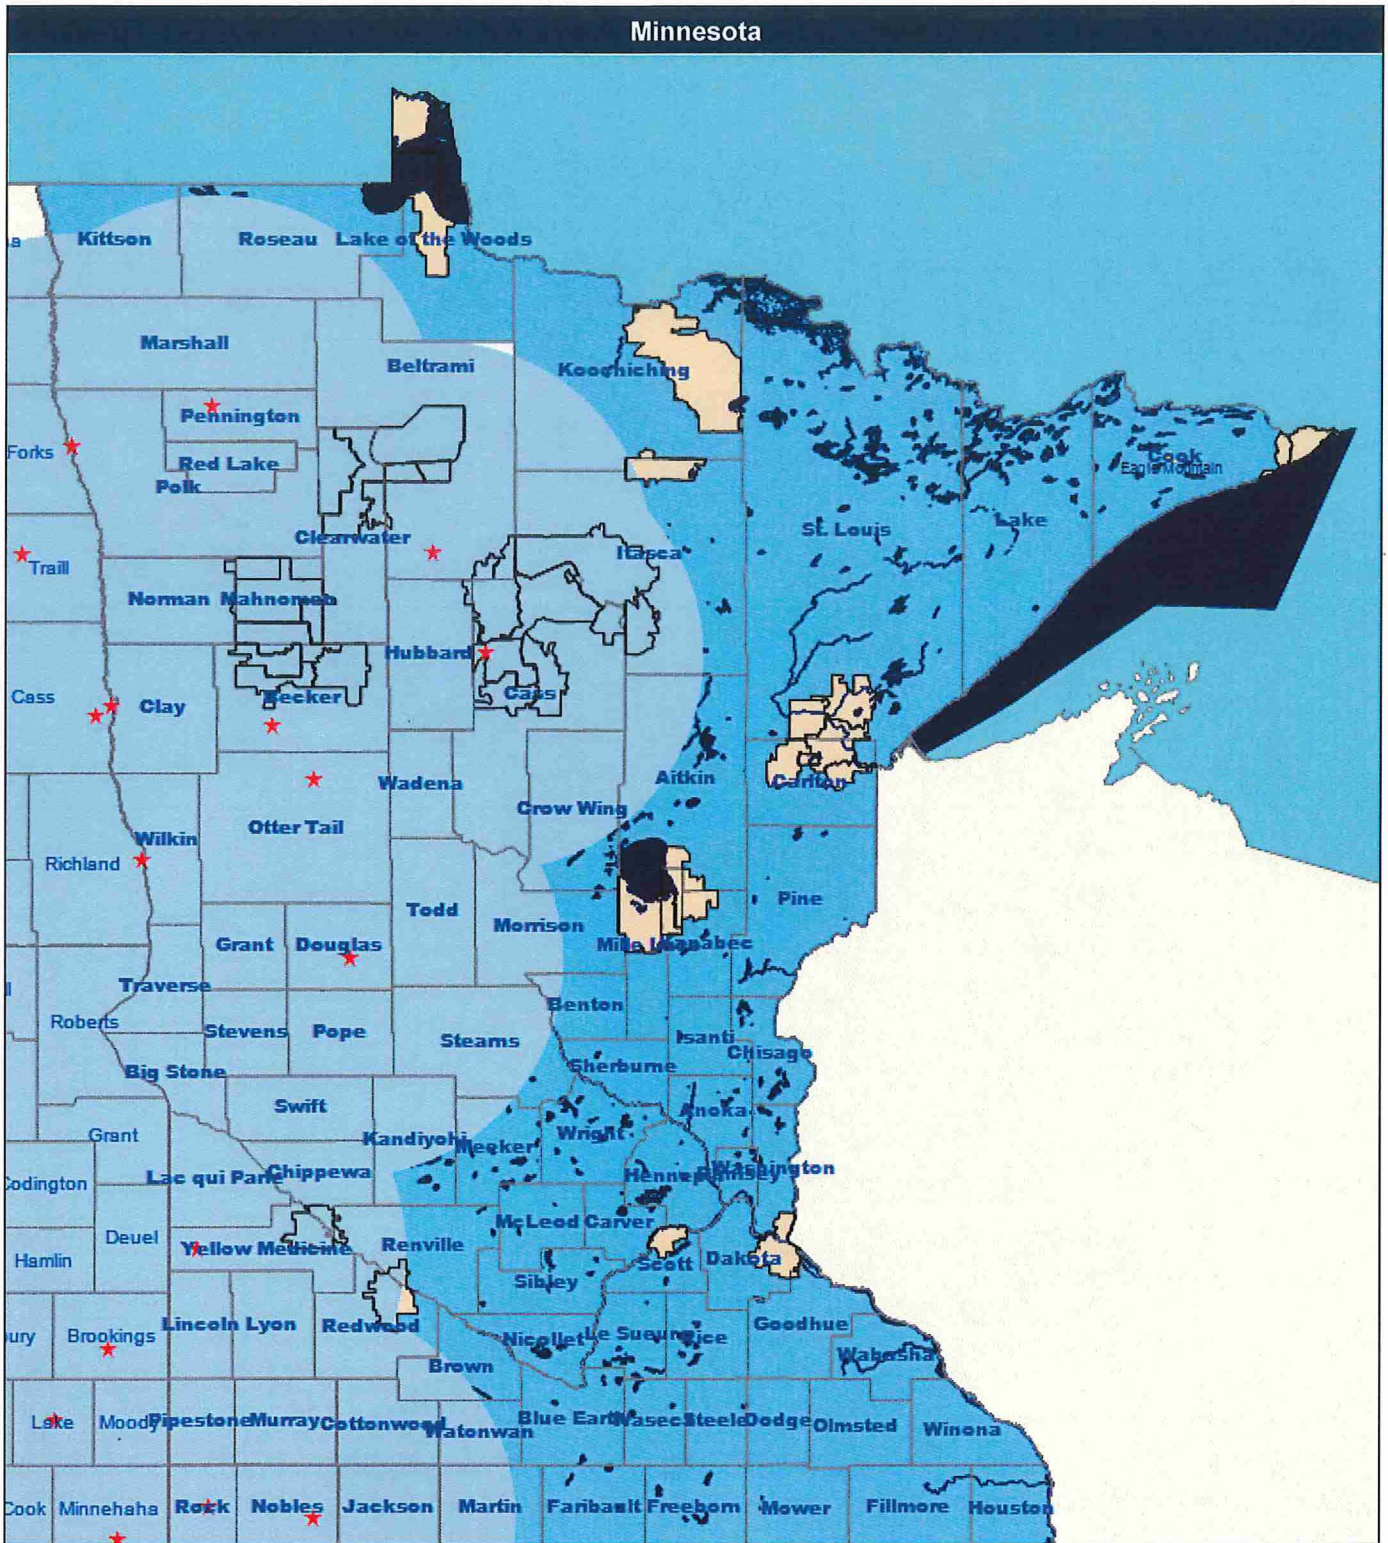 Minnesota
Kittson
Roseau
Lake of the Woods
Marshall
Beltrami
Koochiching
Pennington
Forks
Red Lake
Polk
Cook
Eagle Mountain
Clearwater
St. Louis
Lake
Itasca
Traill
Norman
Mahnomen
Hubbard
Cass
Clay
Becker
Cass
Wadena
Aitkin
Carlton
Crow Wing
Otter Tail
Wilkin
Richland
Todd
Morrison
Pine
Grant
Douglas
Mille Lacs
Kanabec
Traverse
Benton
Roberts
Stevens
Pope
Stearns
Isanti
Chisago
Sherburne
Big Stone
Swift
Anoka
Grant
Kandiyohi
Meeker
Wright
Lac qui Parle
Chippewa
Hennepin
Ramsey
Washington
Codington
McLeod
Carver
Deuel
Yellow Medicine
Renville
Hamlin
Scott
Dakota
Sibley
Brookings
Lincoln
Lyon
Redwood
Nicollet
Le Sueur
Rice
Goodhue
Wabasha
Brown
Lake
Moody
Pipestone
Murray
Cottonwood
Watonwan
Blue Earth
Waseca
Steele
Dodge
Olmsted
Winona
Cook
Minnehaha
Rock
Nobles
Jackson
Martin
Faribault
Freeborn
Mower
Fillmore
Houston